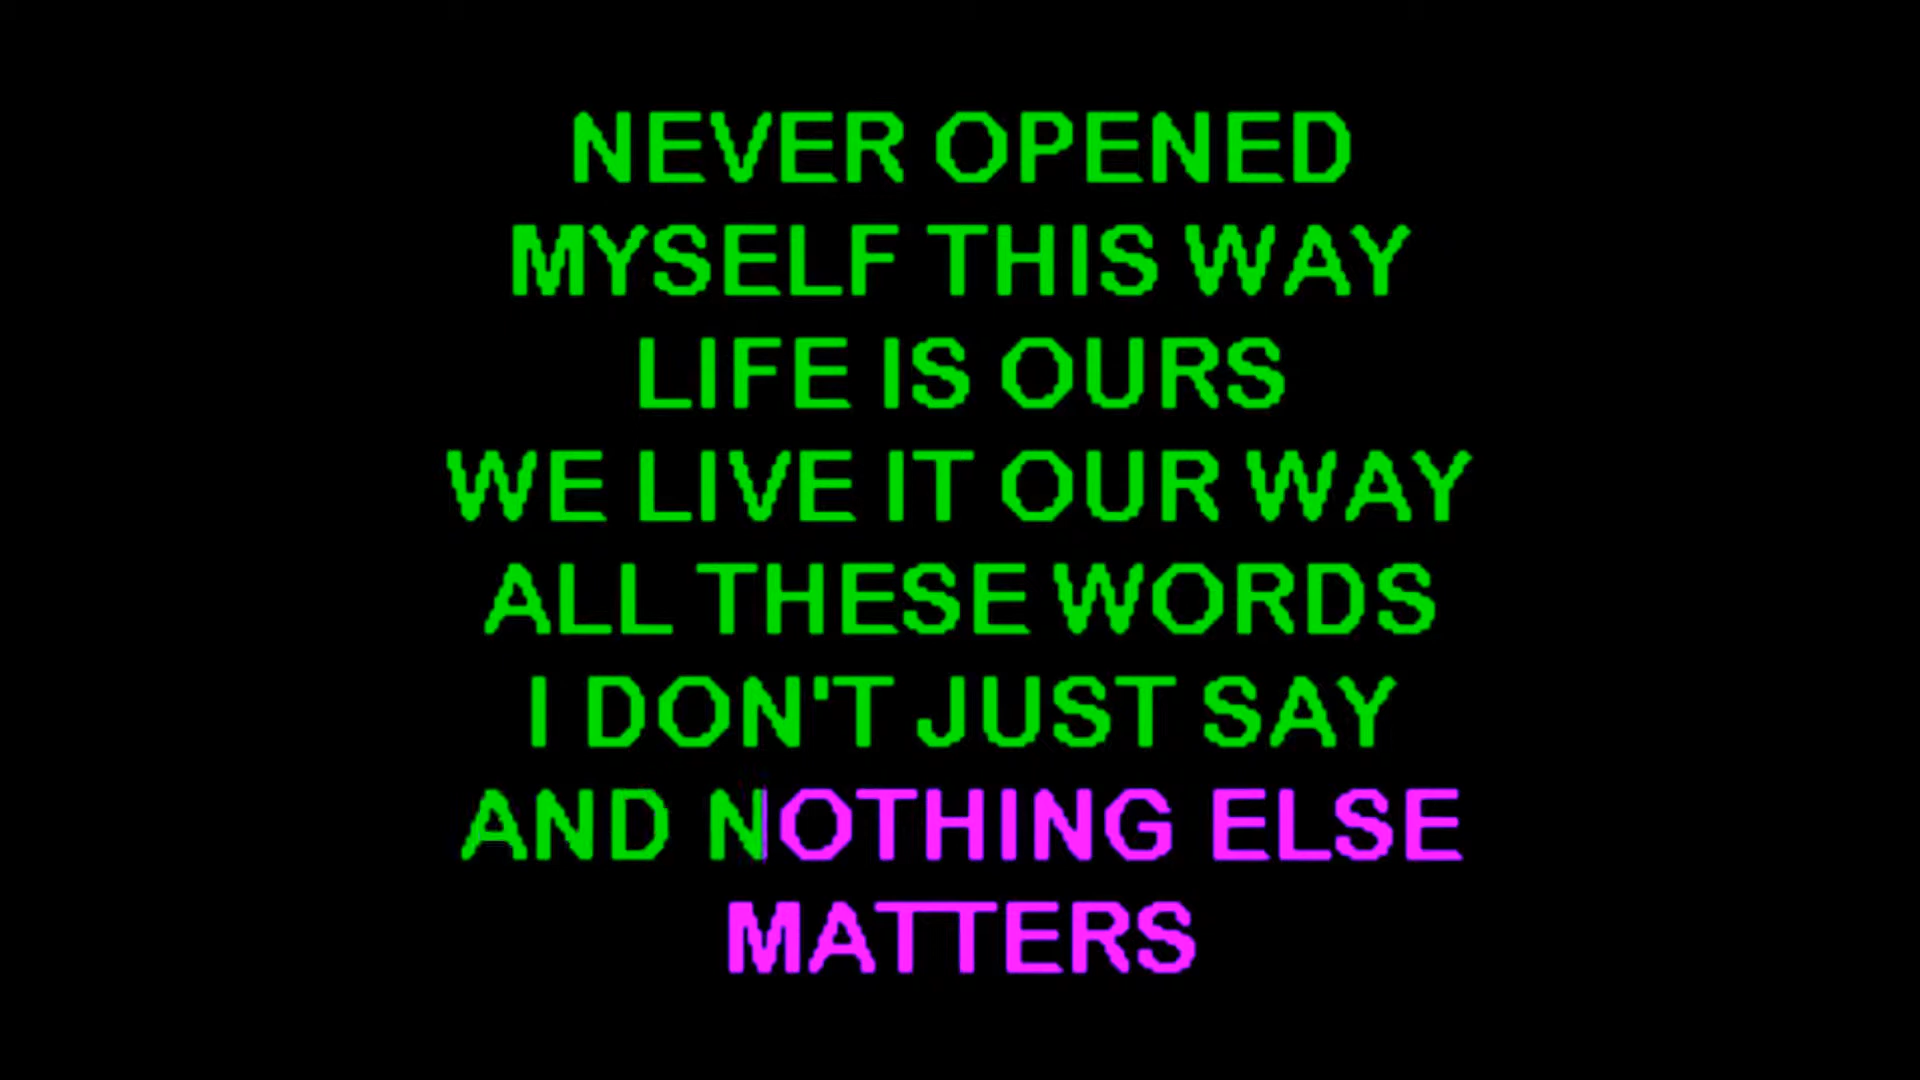 NEVER OPENED
MYSELF THIS WAY
LIFE IS OURS
WE LIVE IT OUR WAY
ALL THESE WORDS
I DON'T JUST SAY
AND NOTHING ELSE
MATTERS